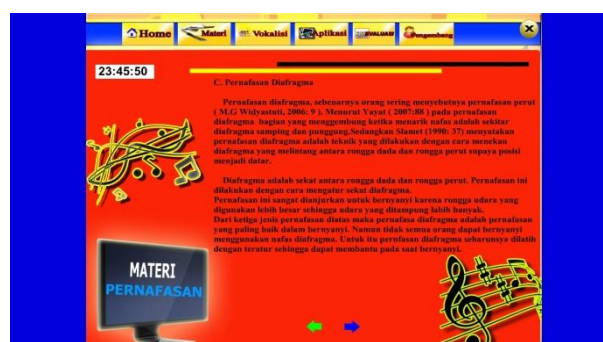 Home Materi Vokalisi Aplikasi EVALUASI Pengembang
23:45:50
C. Pernafasan Diafragma
Pernafasan diafragma, sebenarnya orang sering menyebutnya pernafasan perut
( M.G Widyastuti, 2006: 9 ). Menurut Yayat ( 2007:88 ) pada pernafasan
diafragma bagian yang menggembung ketika menarik nafas adalah sekitar
diafragma samping dan punggung.Sedangkan Slamet (1990: 37) menyatakan
pernafasan diafragma adalah teknik yang dilakukan dengan cara menekan
diafragma yang melintang antara rongga dada dan rongga perut supaya posisi
menjadi datar.
Diafragma adalah sekat antara rongga dada dan roagga perut. Pernafasan ini
dilakukan dengan cara mengatur sekat diafragma.
Pernafasan ini sangat dianjurkan untuk bernyanyi karena rongga udara yang
digunakan lebih besar sehingga udara yang ditampung labih banyak.
Dari ketiga jenis pernafasan diatas maka pernafasa diafragma adalah pernafasan
yang paling baik dalam bernyanyi. Namun tidak semua orang dapat bernyanyi
menggunakan nafas diafragma. Untuk itu pernfasan diafragma seharusnya dilatih
dengan teratur sehingga dapat membantu pada saat bernyanyi.
MATERI
PERNAFASAN